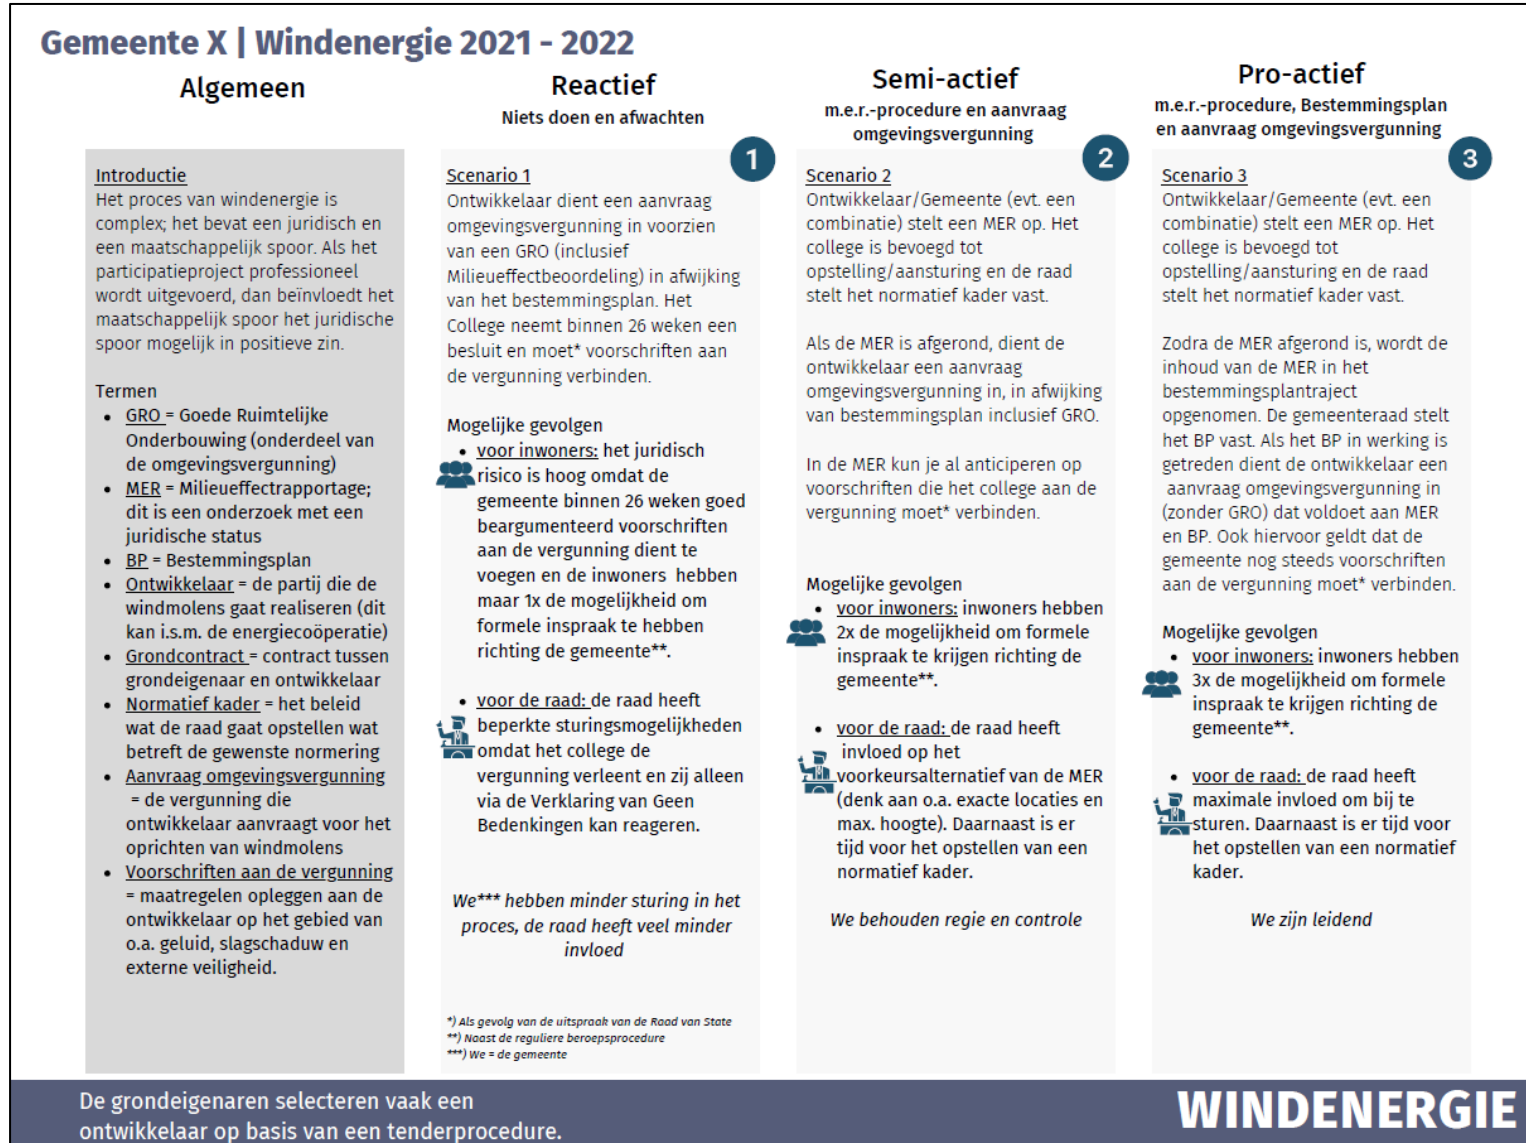 Gemeente X | Windenergie 2021 - 2022
Algemeen
Introductie
Het proces van windenergie is
complex; het bevat een juridisch en
een maatschappelijk spoor. Als het
participatieproject professioneel
wordt uitgevoerd, dan beïnvloedt het
maatschappelijk spoor het juridische
spoor mogelijk in positieve zin.
Termen
• GRO = Goede Ruimtelijke
Onderbouwing (onderdeel van
de omgevingsvergunning)
• MER = Milieueffectrapportage;
dit is een onderzoek met een
juridische status
• BP = Bestemmingsplan
• Ontwikkelaar = de partij die de
windmolens gaat realiseren (dit
kan i.s.m. de energiecoöperatie)
• Grondcontract = contract tussen
grondeigenaar en ontwikkelaar
• Normatief kader = het beleid
wat de raad gaat opstellen wat
betreft de gewenste normering
• Aanvraag omgevingsvergunning
= de vergunning die
ontwikkelaar aanvraagt voor het
oprichten van windmolens
• Voorschriften aan de vergunning
= maatregelen opleggen aan de
ontwikkelaar op het gebied van
o.a. geluid, slagschaduw en
externe veiligheid.
Reactief
Niets doen en afwachten
1
Scenario 1
Ontwikkelaar dient een aanvraag
omgevingsvergunning in voorzien
van een GRO (inclusief
Milieueffectbeoordeling) in afwijking
van het bestemmingsplan. Het
College neemt binnen 26 weken een
besluit en moet* voorschriften aan
de vergunning verbinden.
Mogelijke gevolgen
• voor inwoners: het juridisch
risico is hoog omdat de
gemeente binnen 26 weken goed
beargumenteerd voorschriften
aan de vergunning dient te
voegen en de inwoners hebben
maar 1x de mogelijkheid om
formele inspraak te hebben
richting de gemeente**.
• voor de raad: de raad heeft
beperkte sturingsmogelijkheden
omdat het college de
vergunning verleent en zij alleen
via de Verklaring van Geen
Bedenkingen kan reageren.
We*** hebben minder sturing in het
proces, de raad heeft veel minder
invloed
*) Als gevolg van de uitspraak van de Raad van State
**) Naast de reguliere beroepsprocedure
***) We = de gemeente
Semi-actief
m.e.r.-procedure en aanvraag
omgevingsvergunning
2
Scenario 2
Ontwikkelaar/Gemeente (evt. een
combinatie) stelt een MER op. Het
college is bevoegd tot
opstelling/aansturing en de raad
stelt het normatief kader vast.
Als de MER is afgerond, dient de
ontwikkelaar een aanvraag
omgevingsvergunning in, in afwijking
van bestemmingsplan inclusief GRO.
In de MER kun je al anticiperen op
voorschriften die het college aan de
vergunning moet* verbinden.
Mogelijke gevolgen
• voor inwoners: inwoners hebben
2x de mogelijkheid om formele
inspraak te krijgen richting de
gemeente**.
• voor de raad: de raad heeft
invloed op het
voorkeursalternatief van de MER
(denk aan o.a. exacte locaties en
max. hoogte). Daarnaast is er
tijd voor het opstellen van een
normatief kader.
We behouden regie en controle
Pro-actief
m.e.r.-procedure, Bestemmingsplan
en aanvraag omgevingsvergunning
3
Scenario 3
Ontwikkelaar/Gemeente (evt. een
combinatie) stelt een MER op. Het
college is bevoegd tot
opstelling/aansturing en de raad
stelt het normatief kader vast.
Zodra de MER afgerond is, wordt de
inhoud van de MER in het
bestemmingsplantraject
opgenomen. De gemeenteraad stelt
het BP vast. Als het BP in werking is
getreden dient de ontwikkelaar een
aanvraag omgevingsvergunning in
(zonder GRO) dat voldoet aan MER
en BP. Ook hiervoor geldt dat de
gemeente nog steeds voorschriften
aan de vergunning moet* verbinden.
Mogelijke gevolgen
• voor inwoners: inwoners hebben
3x de mogelijkheid om formele
inspraak te krijgen richting de
gemeente**.
• voor de raad: de raad heeft
maximale invloed om bij te
sturen. Daarnaast is er tijd voor
het opstellen van een normatief
kader.
We zijn leidend
De grondeigenaren selecteren vaak een
ontwikkelaar op basis van een tenderprocedure.
WINDENERGIE